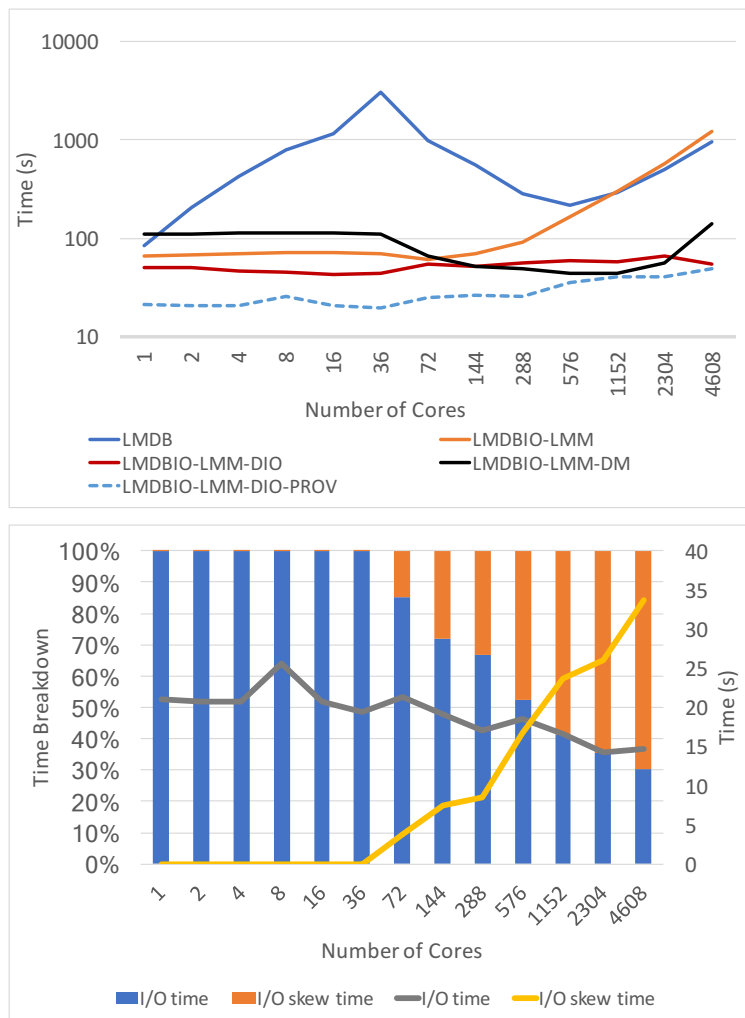 10000
1000
100
10
Time (s)
1 2 4 8 16 36 72 144 288 576 1152 2304 4608
Number of Cores
LMDB LMDBIO-LMM
LMDBIO-LMM-DIO LMDBIO-LMM-DM
LMDBIO-LMM-DIO-PROV
100% 40
90%
80% 35
70% 30
60% 25
50% 20
40% 15
30%
20% 10
10% 5
0% 0
Time Breakdown
Time (s)
1 2 4 8 16 36 72 144 288 576 1152 2304 4608
Number of Cores
I/O time I/O skew time I/O time I/O skew time